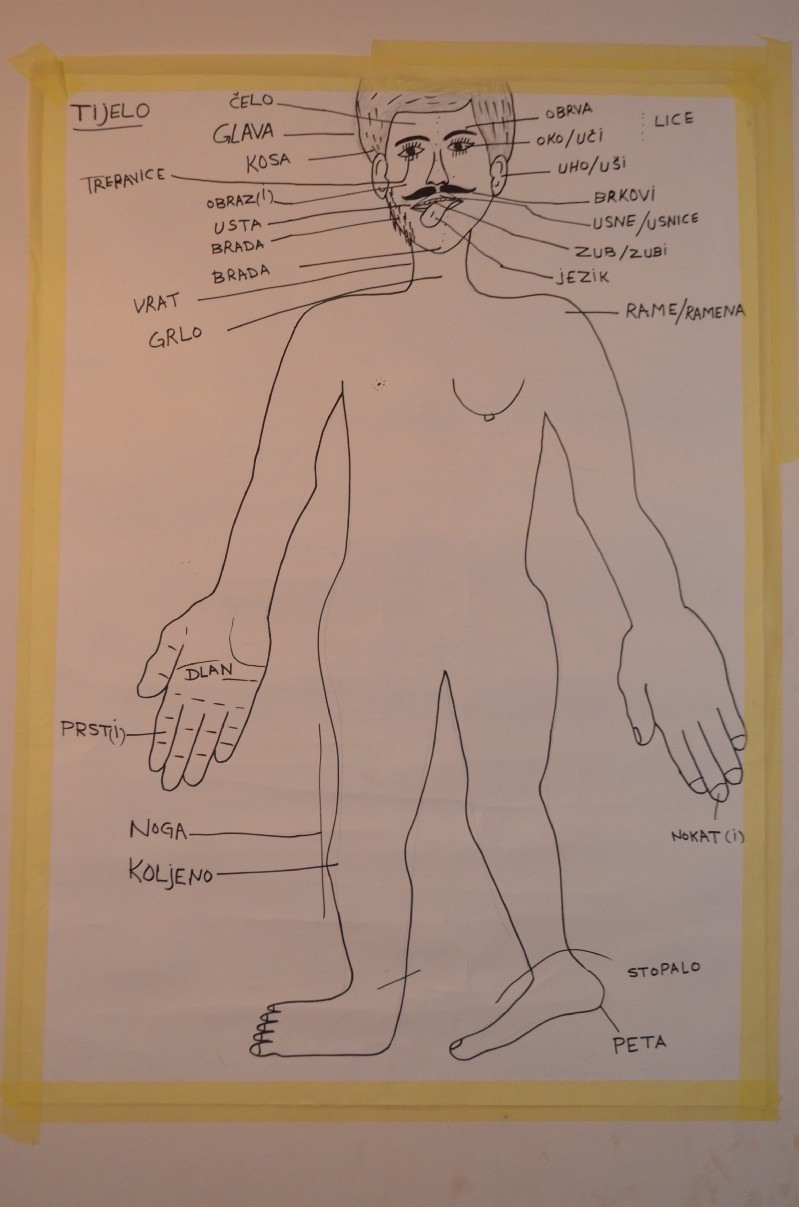 TIJELO
ČELO
GLAVA
KOSA
TREPAVICE
OBRAZ(i)
USTA
BRADA
BRADA
VRAT
GRLO
OBRVA
LICE
OKO/UČI
UHO/UŠI
BRKOVI
USNE/USNICE
ZUB/ZUBI
JEZIK
RAME/RAMENA
DLAN
PRST(i)
NOKAT(i)
NOGA
KOLJENO
STOPALO
PETA